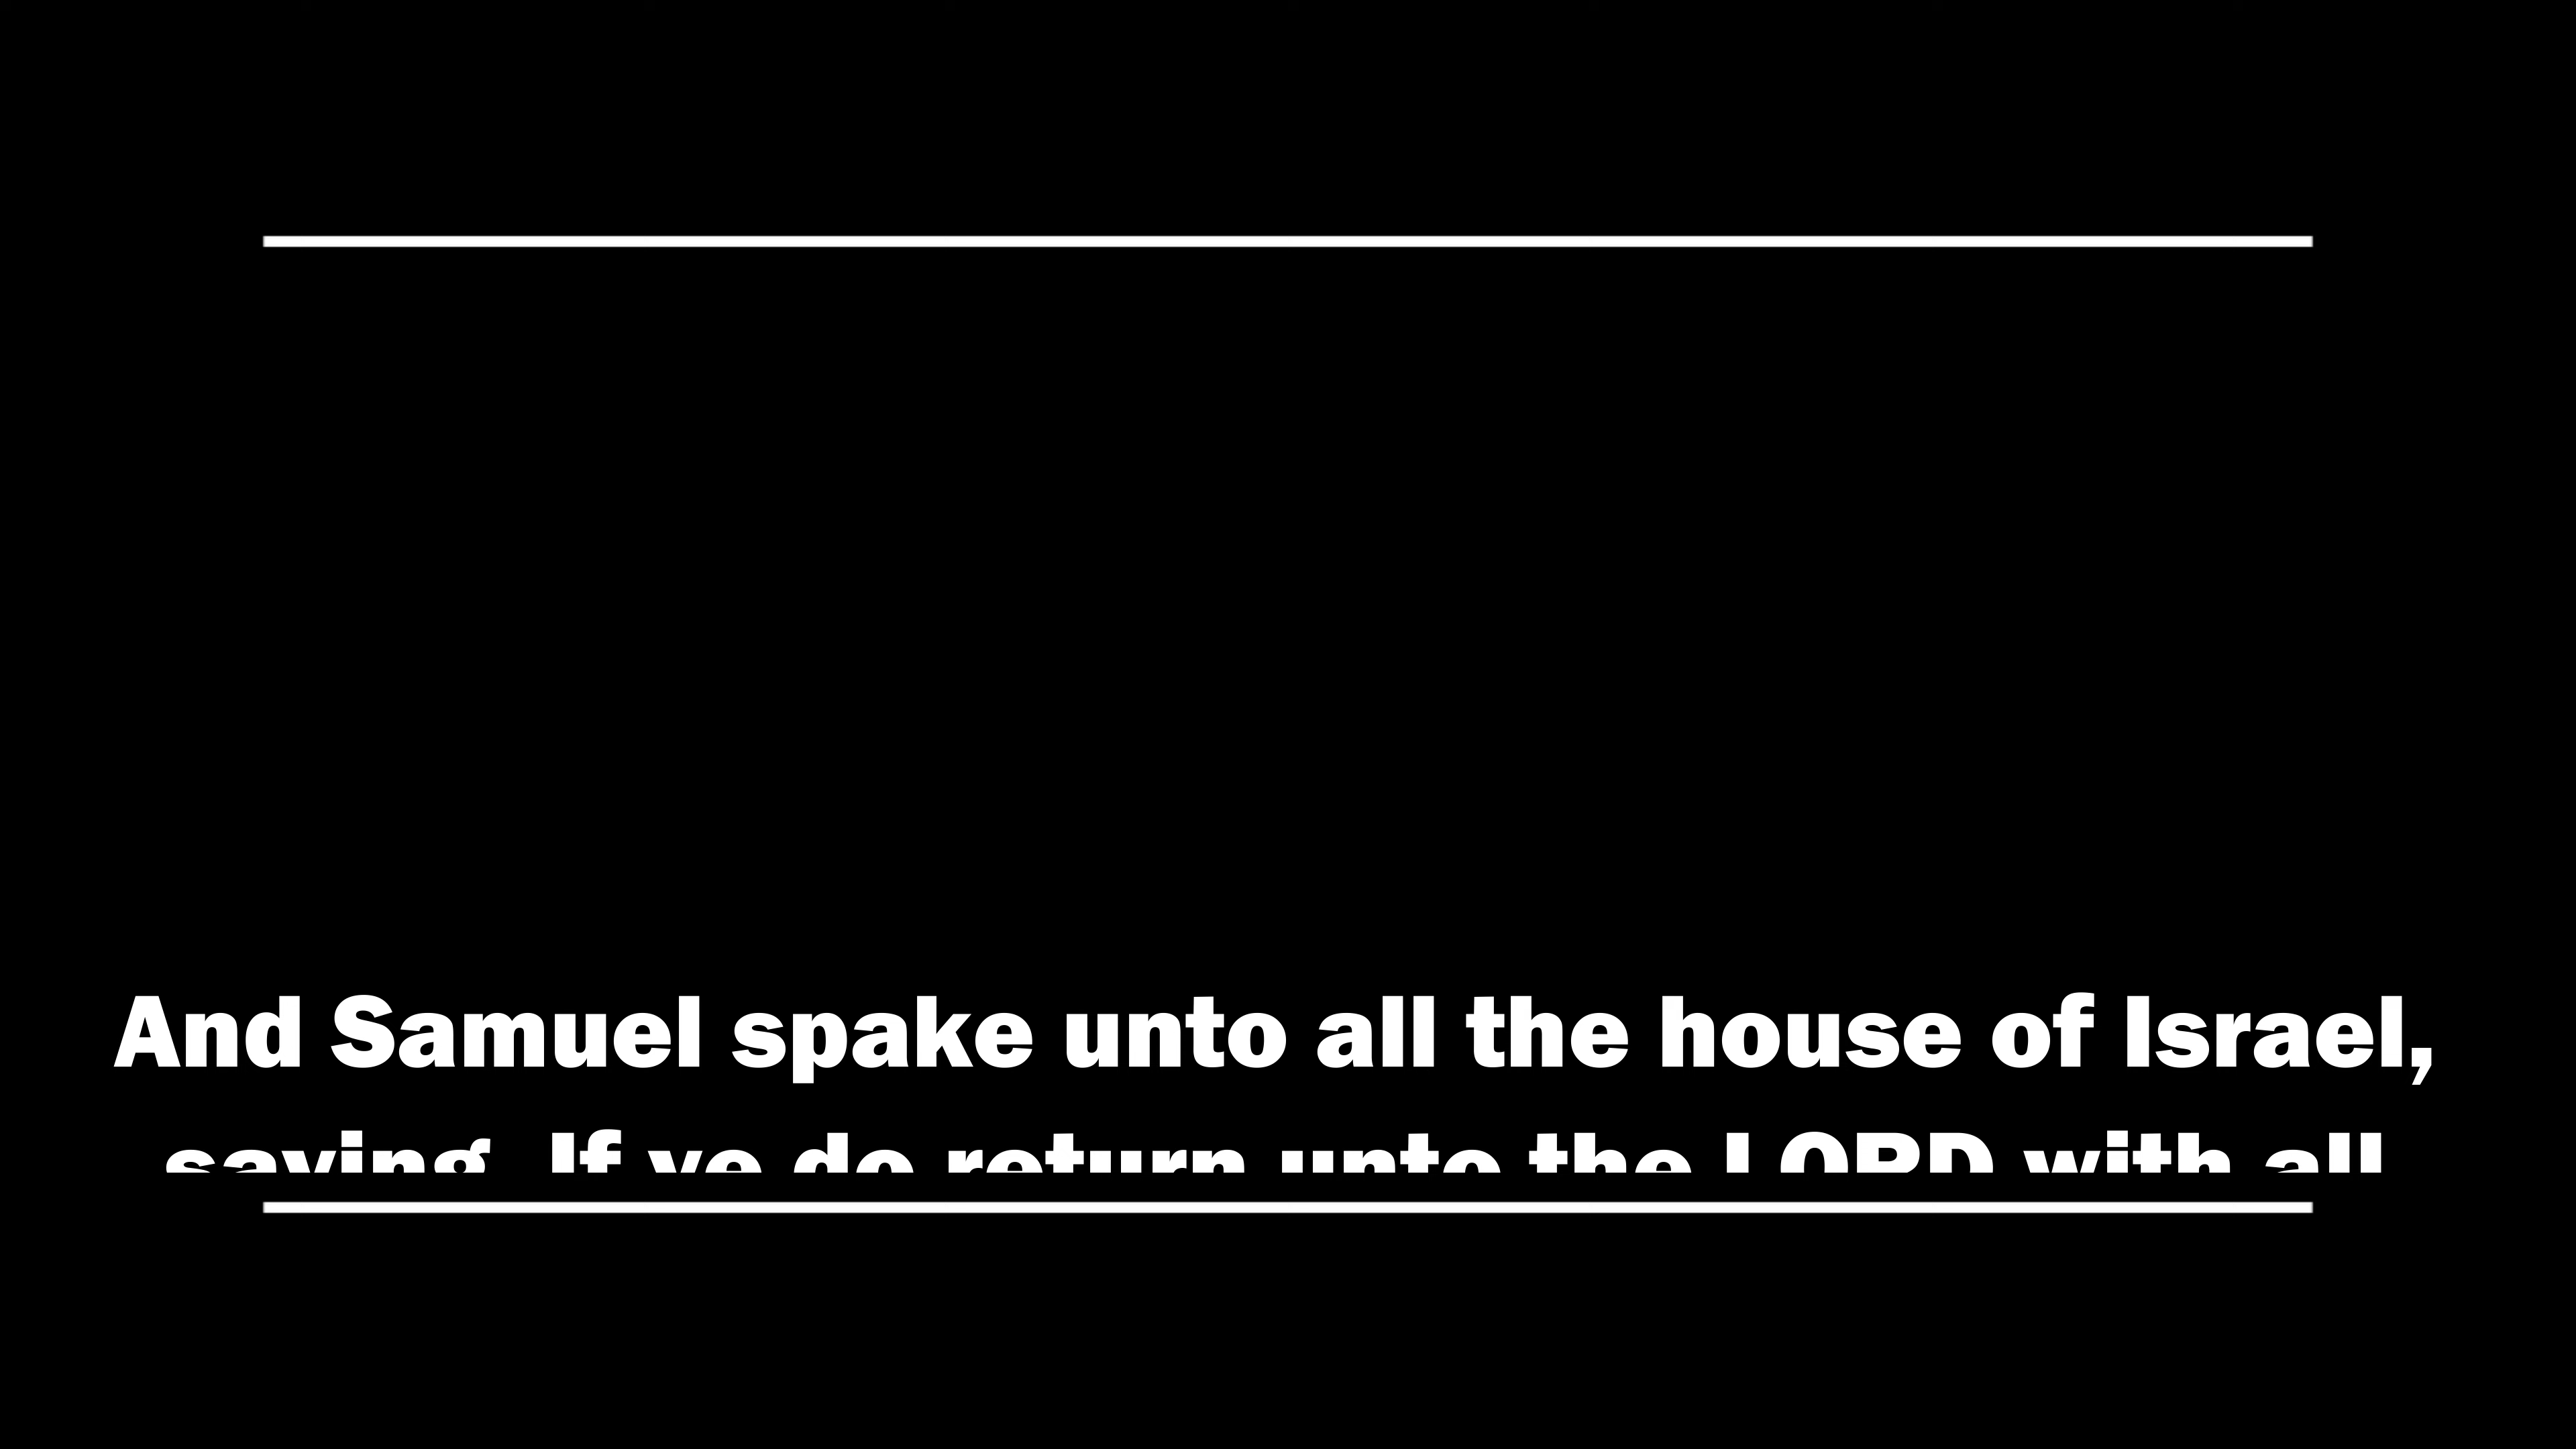 And Samuel spake unto all the house of Israel,
saying, If ye do return unto the LORD with all